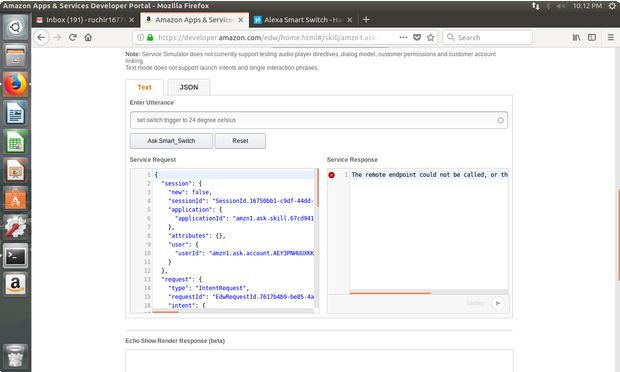 Amazon Apps & Services Developer Portal - Mozilla Firefox
10:12 PM
Inbox (191) - ruchir1677
Amazon Apps & Services
Alexa Smart Switch - Ha
https://developer.amazon.com/edw/home.html#/skill/amzn1.ask
Search
Note: Service Simulator does not currently support testing audio player directives, dialog model, customer permissions and customer account
linking.
Text mode does not support launch intents and single interaction phrases.
Text
JSON
Enter Utterance
set switch trigger to 24 degree celsius
Ask Smart_Switch
Reset
Service Request
Service Response
1 {
2 "session": {
3 "new": false,
4 "sessionId": "SessionId.16750bb1-c9df-44dd-
5 "application": {
6 "applicationId": "amzn1.ask.skill.67cd941
7 },
8 "attributes": {},
9 "user": {
10 "userId": "amzn1.ask.account.AEY3PNHUUXKK
11 }
12 },
13 "request": {
14 "type": "IntentRequest",
15 "requestId": "EdwRequestId.7617b4b9-be85-4a
16 "intent": {
1 The remote endpoint could not be called, or th
Listen
Echo Show Render Response (beta)